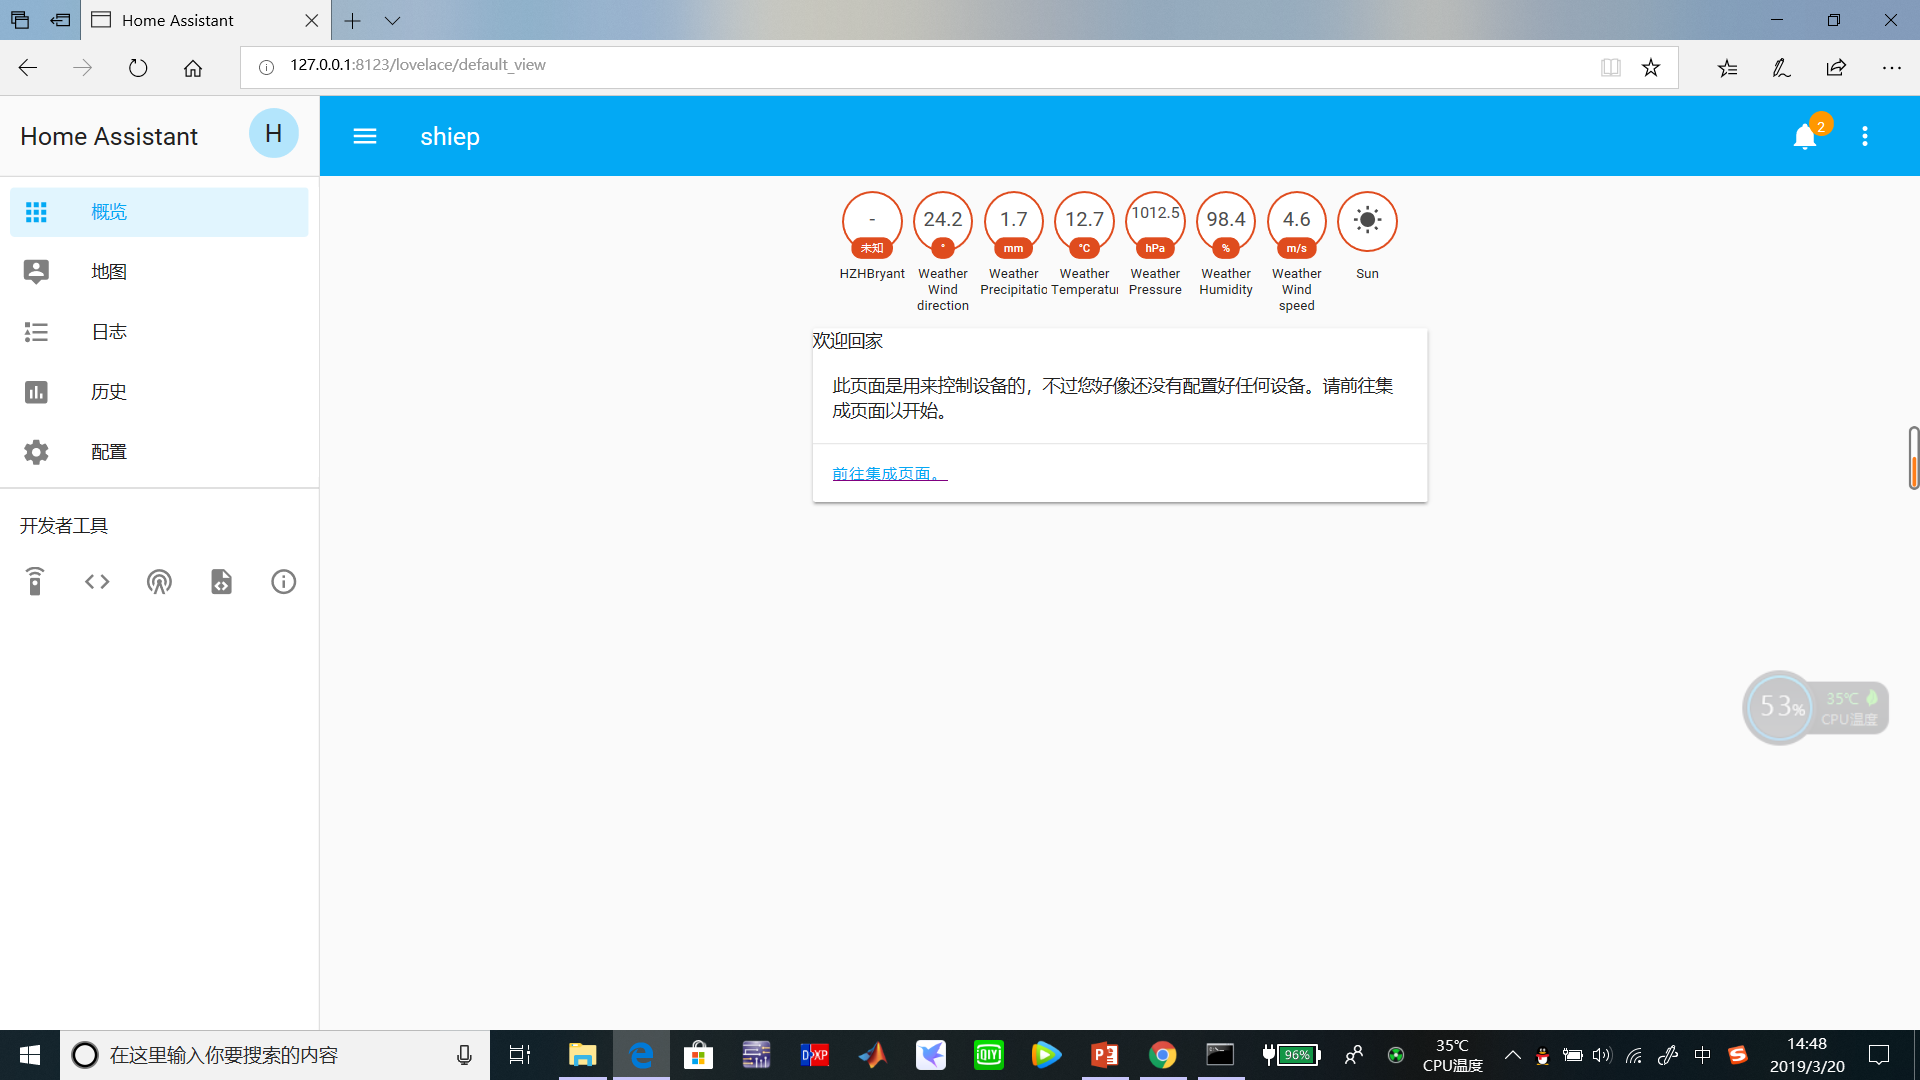 Home Assistant
127.0.0.1:8123/lovelace/default_view
Home Assistant
H
shiep
2
概览
地图
日志
历史
配置
开发者工具
-
未知
HZHBryant
24.2
°
Weather
Wind
direction
1.7
mm
Weather
Precipitatic
12.7
°C
Weather
Temperatur
1012.5
hPa
Weather
Pressure
98.4
%
Weather
Humidity
4.6
m/s
Weather
Wind
speed
Sun
欢迎回家
此页面是用来控制设备的，不过您好像还没有配置好任何设备。请前往集
成页面以开始。
前往集成页面。
53%
35℃
CPU温度
在这里输入你要搜索的内容
DXP
QIY
96%
35℃
CPU温度
中
14:48
2019/3/20